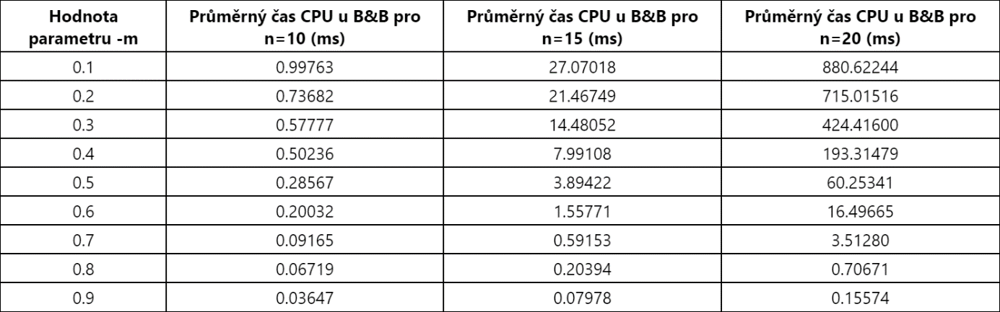 Hodnota parametru -m | Průměrný čas CPU u B&B pro n=10 (ms) | Průměrný čas CPU u B&B pro n=15 (ms) | Průměrný čas CPU u B&B pro n=20 (ms)
0.1 | 0.99763 | 27.07018 | 880.62244
0.2 | 0.73682 | 21.46749 | 715.01516
0.3 | 0.57777 | 14.48052 | 424.41600
0.4 | 0.50236 | 7.99108 | 193.31479
0.5 | 0.28567 | 3.89422 | 60.25341
0.6 | 0.20032 | 1.55771 | 16.49665
0.7 | 0.09165 | 0.59153 | 3.51280
0.8 | 0.06719 | 0.20394 | 0.70671
0.9 | 0.03647 | 0.07978 | 0.15574